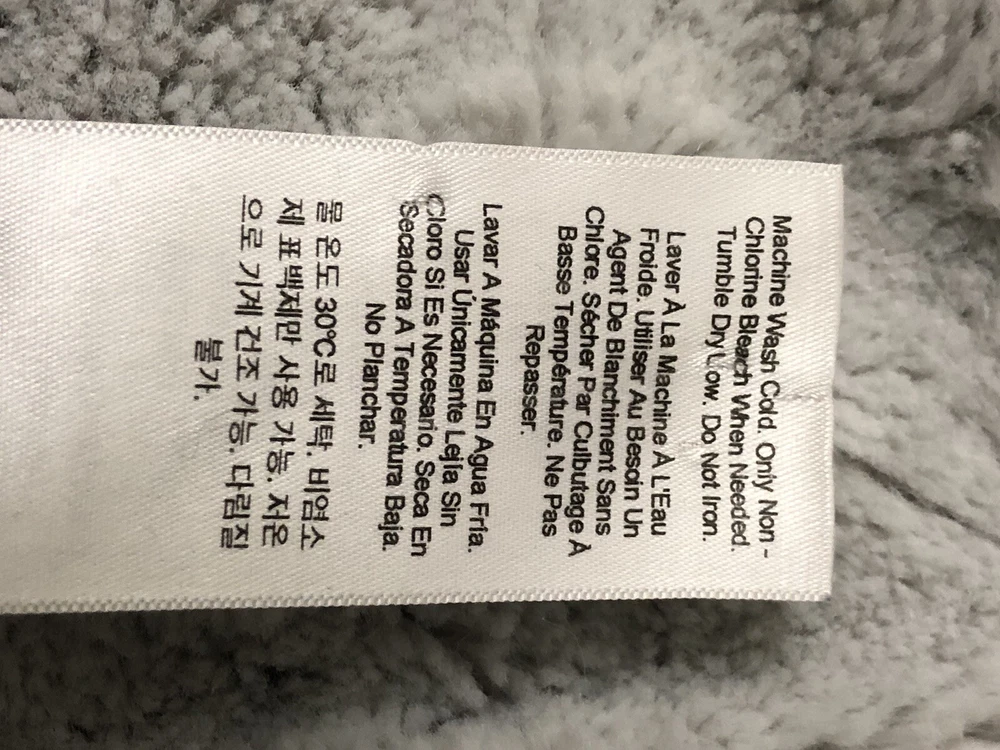 Machine Wash Cold. Only Non-
Chlorine Bleach When Needed.
Tumble Dry Low. Do Not Iron.
Laver À La Machine À L'Eau
Froide. Utiliser Au Besoin Un
Agent De Blanchiment Sans
Chlore. Sécher Par Culbutage À
Basse Température. Ne Pas
Repasser.
Lavar A Máquina En Agua Fría.
Usar Únicamente Lejía Sin
Cloro Si Es Necesario. Seca En
Secadora A Temperatura Baja.
No Planchar.
물 온도 30℃로 세탁. 비염소
제 표백제만 사용 가능. 저온
으로 기계 건조 가능. 다림질
불가.